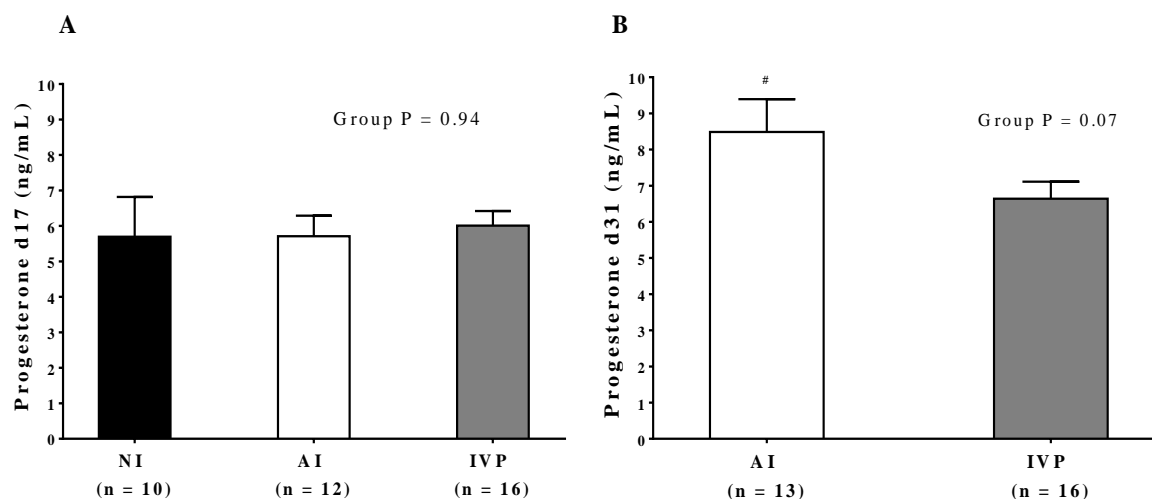 A
Progesterone d17 (ng/mL)
10
9
8
7
6
5
4
3
2
1
0
Group P = 0.94
NI
(n = 10)
AI
(n = 12)
IVP
(n = 16)
B
Progesterone d31 (ng/mL)
10
9
8
7
6
5
4
3
2
1
0
#
Group P = 0.07
AI
(n = 13)
IVP
(n = 16)